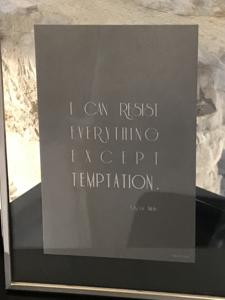 I CAN RESIST
EVERYTHING
EXCEPT
TEMPTATION.